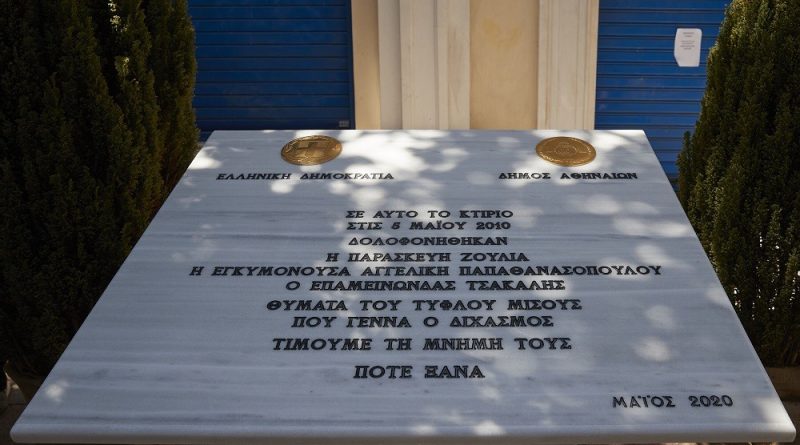 ΕΛΛΗΝΙΚΗ ΔΗΜΟΚΡΑΤΙΑ
ΔΗΜΟΣ ΑΘΗΝΑΙΩΝ
ΣΕ ΑΥΤΟ ΤΟ ΚΤΙΡΙΟ
ΣΤΙΣ 5 ΜΑΪΟΥ 2010
ΔΟΛΟΦΟΝΗΘΗΚΑΝ
Η ΠΑΡΑΣΚΕΥΗ ΖΟΥΛΙΑ
Η ΕΓΚΥΜΟΝΟΥΣΑ ΑΓΓΕΛΙΚΗ ΠΑΠΑΘΑΝΑΣΟΠΟΥΛΟΥ
Ο ΕΠΑΜΕΙΝΩΝΔΑΣ ΤΣΑΚΑΛΗΣ
ΘΥΜΑΤΑ ΤΟΥ ΤΥΦΛΟΥ ΜΙΣΟΥΣ
ΠΟΥ ΓΕΝΝΑ Ο ΔΙΧΑΣΜΟΣ
ΤΙΜΟΥΜΕ ΤΗ ΜΝΗΜΗ ΤΟΥΣ
ΠΟΤΕ ΞΑΝΑ
ΜΑΪΟΣ 2020